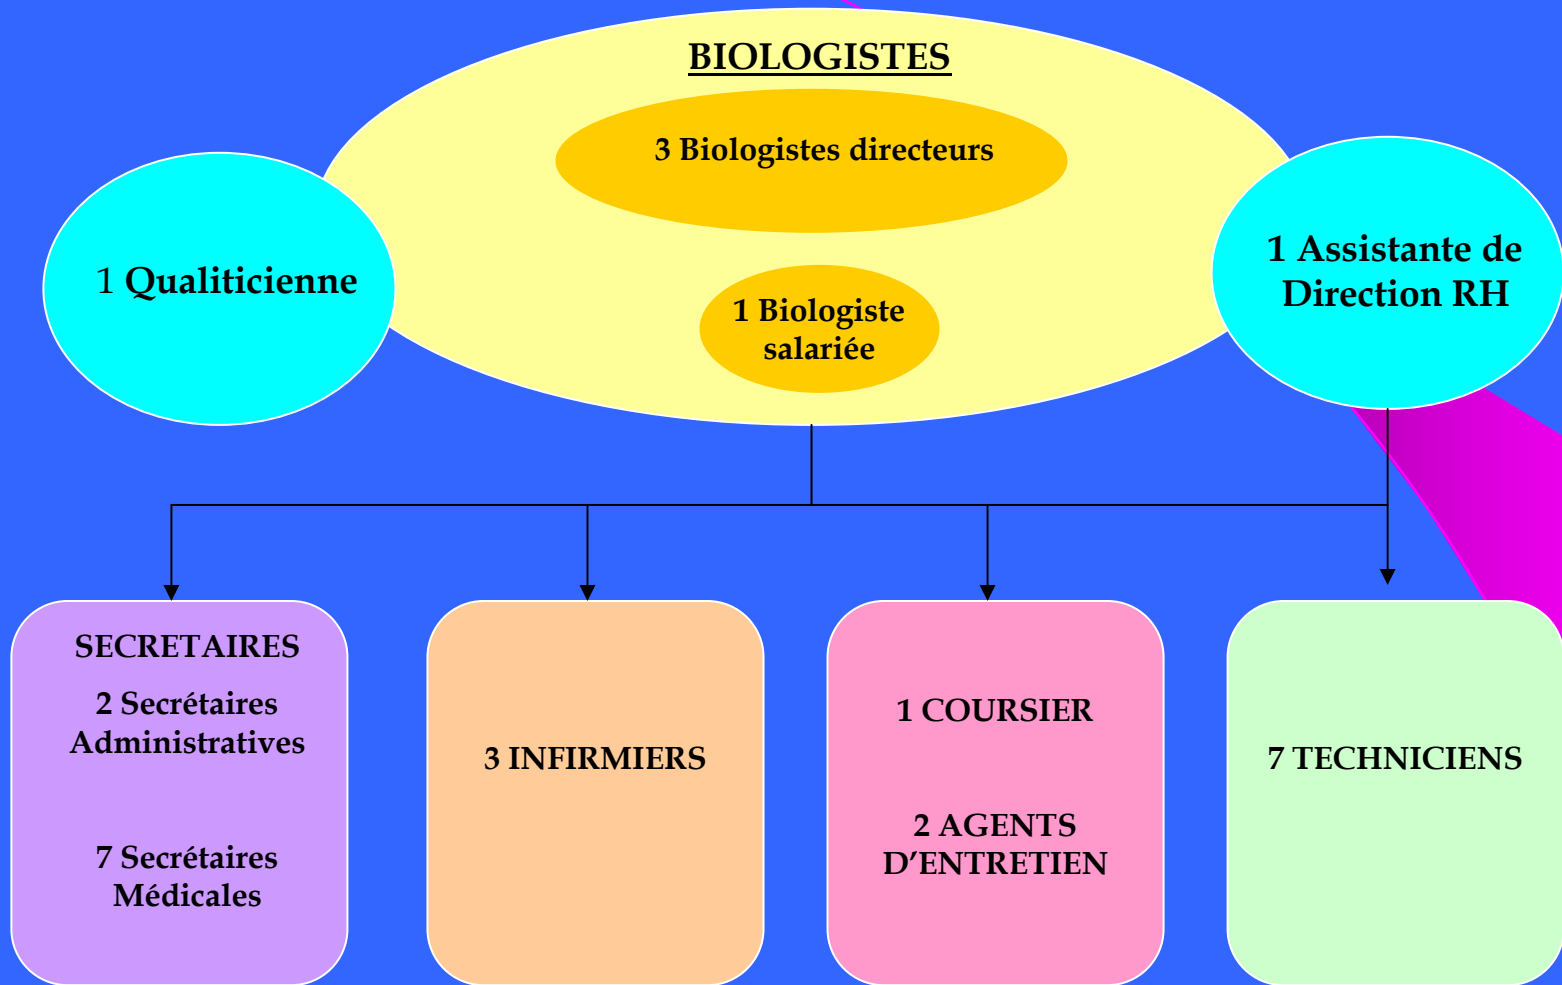 BIOLOGISTES
3 Biologistes directeurs
1 Biologiste
salariée
1 Qualiticienne
1 Assistante de
Direction RH
SECRETAIRES
2 Secrétaires
Administratives
7 Secrétaires
Médicales
3 INFIRMIERS
1 COURSIER
2 AGENTS
D’ENTRETIEN
7 TECHNICIENS